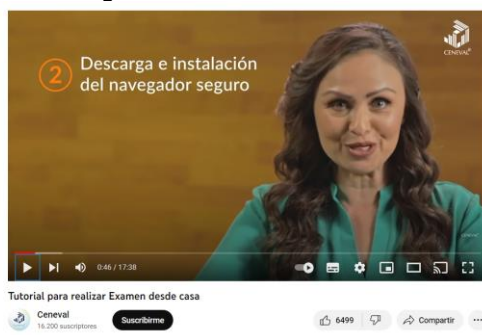 CENEVAL®
2
Descarga e instalación
del navegador seguro
CENEVAL
0:46 / 17:38
Tutorial para realizar Examen desde casa
Ceneval
16.200 suscriptores
Suscribirme
6499
Compartir